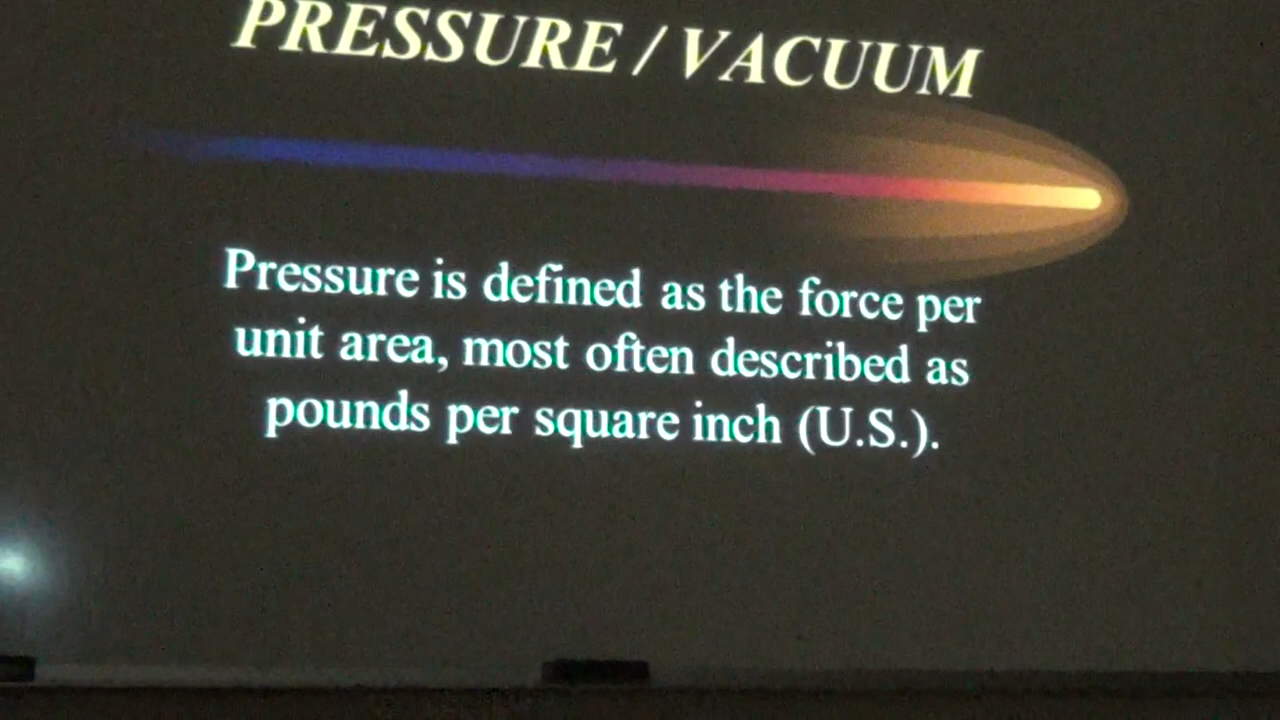 PRESSURE / VACUUM
Pressure is defined as the force per
unit area, most often described as
pounds per square inch (U.S.).